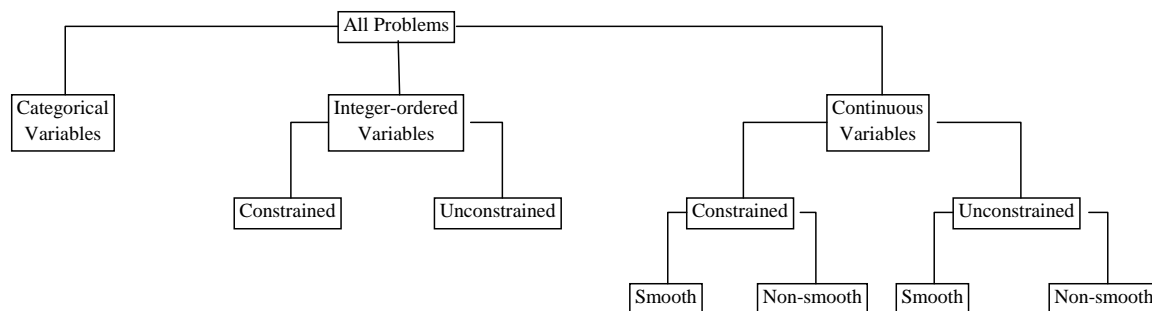 All Problems
Categorical
Variables
Integer-ordered
Variables
Continuous
Variables
Constrained
Unconstrained
Constrained
Unconstrained
Smooth
Non-smooth
Smooth
Non-smooth